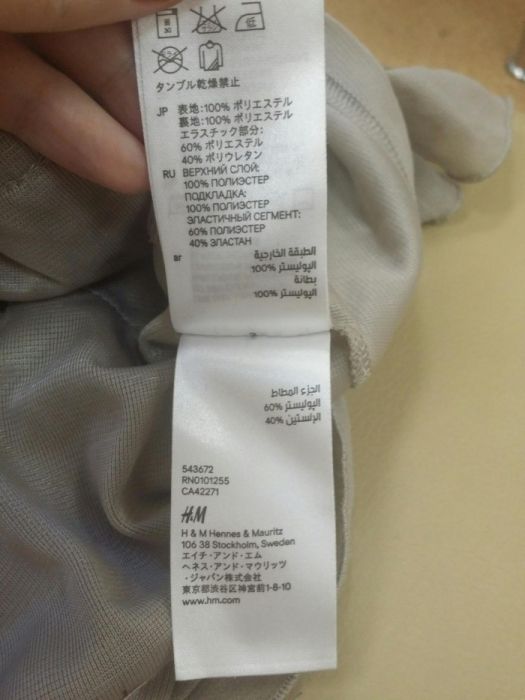 30
タンブル乾燥禁止
JP 表地:100% ポリエステル
裏地:100% ポリエステル
エラスチック部分:
60% ポリエステル
40% ポリウレタン
RU ВЕРХНИЙ СЛОЙ:
100% ПОЛИЭСТЕР
ПОДКЛАДКА:
100% ПОЛИЭСТЕР
ЭЛАСТИЧНЫЙ СЕГМЕНТ:
60% ПОЛИЭСТЕР
40% ЭЛАСТАН
ar الطبقة الخارجية
البوليستر 100%
بطانة
البوليستر 100%
الجزء المطاط
البوليستر 60%
الإلستين 40%
543672
RN0101255
CA42271
H&M
H & M Hennes & Mauritz
106 38 Stockholm, Sweden
エイチ・アンド・エム
ヘネス・アンド・マウリッツ
・ジャパン株式会社
東京都渋谷区神宮前1-8-10
www.hm.com